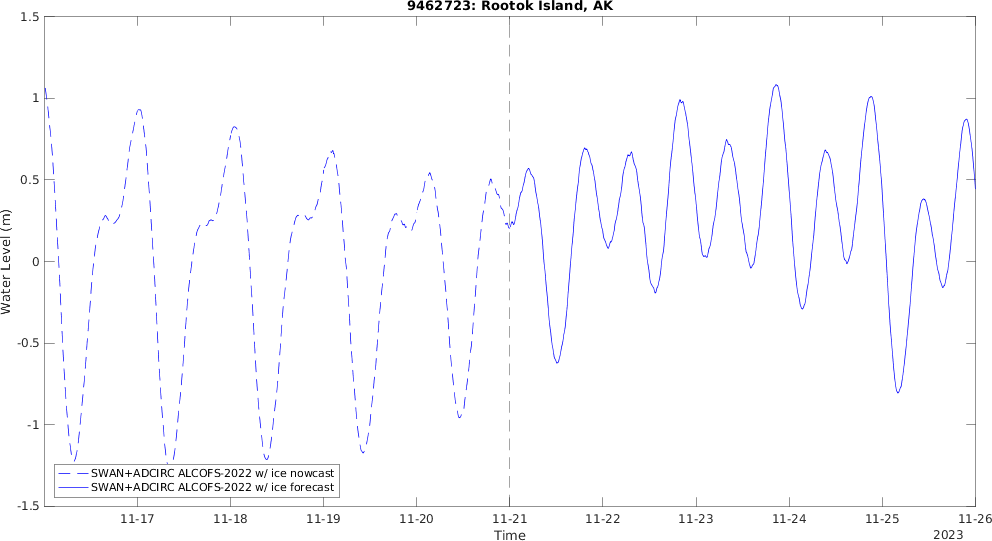 9462723: Rootok Island, AK
1.5
1
0.5
0
-0.5
-1
-1.5
Water Level (m)
SWAN+ADCIRC ALCOFS-2022 w/ ice nowcast
SWAN+ADCIRC ALCOFS-2022 w/ ice forecast
11-17 11-18 11-19 11-20 11-21 11-22 11-23 11-24 11-25 11-26
Time
2023